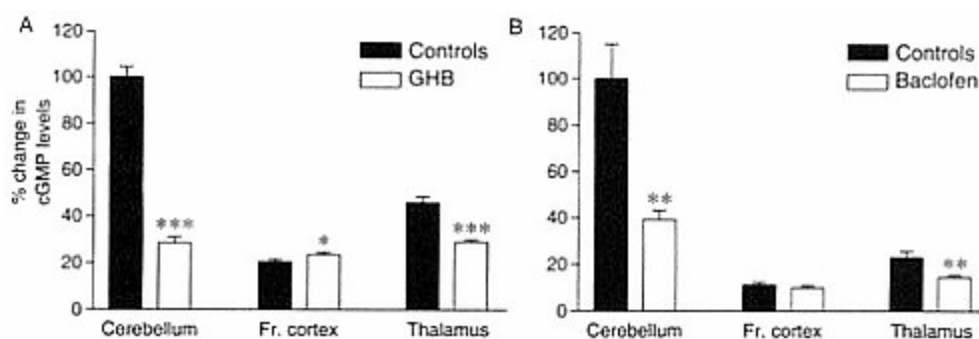 A
% change in
cGMP levels
120
100
80
60
40
20
0
Controls
GHB
***
*
***
Cerebellum
Fr. cortex
Thalamus
B
120
100
80
60
40
20
0
Controls
Baclofen
**
**
Cerebellum
Fr. cortex
Thalamus